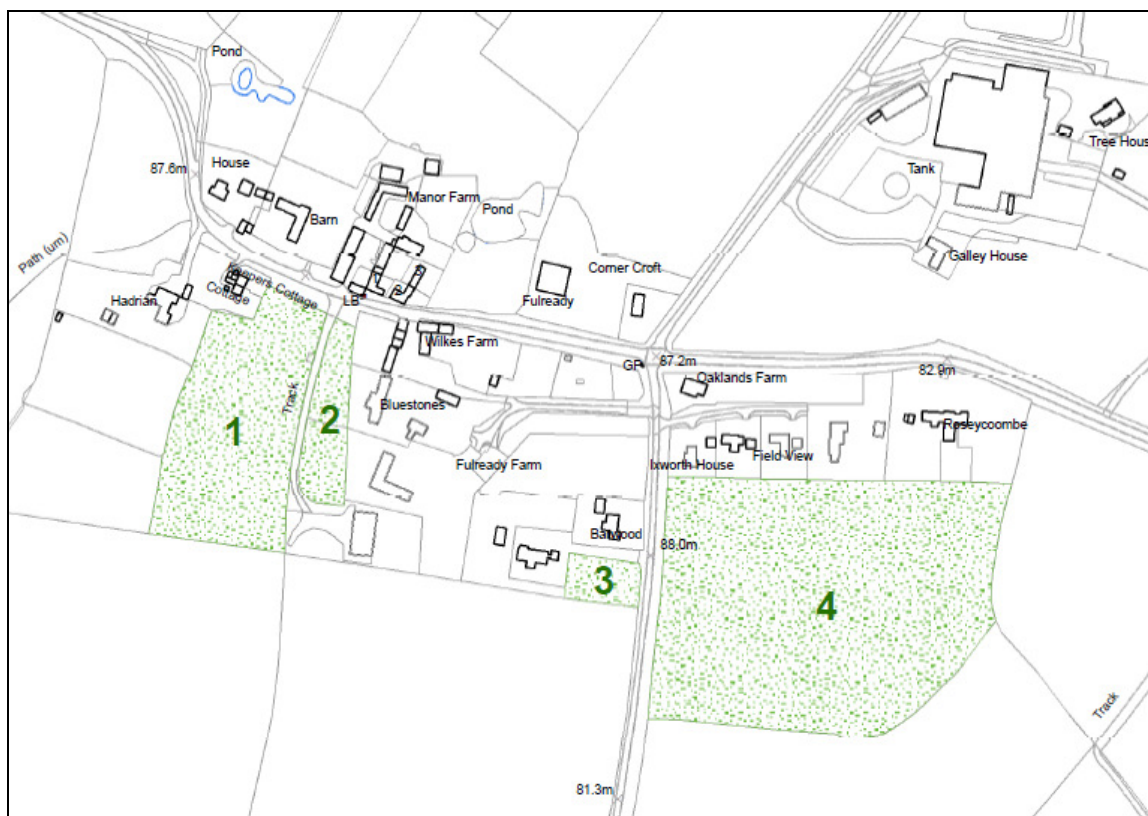 Pond
Tree Hous
87.6m
House
Tank
Manor Farm
Pond
Barn
Path (um)
Galley House
Corner Croft
Keepers Cottage
Cottage
Hadrian
LB
Fulready
Wilkes Farm
GP
87.2m
82.9m
Oaklands Farm
Track
Bluestones
1
2
Roseycoombe
Fulready Farm
Ixworth House
Field View
Batwood
88.0m
3
4
Track
81.3m